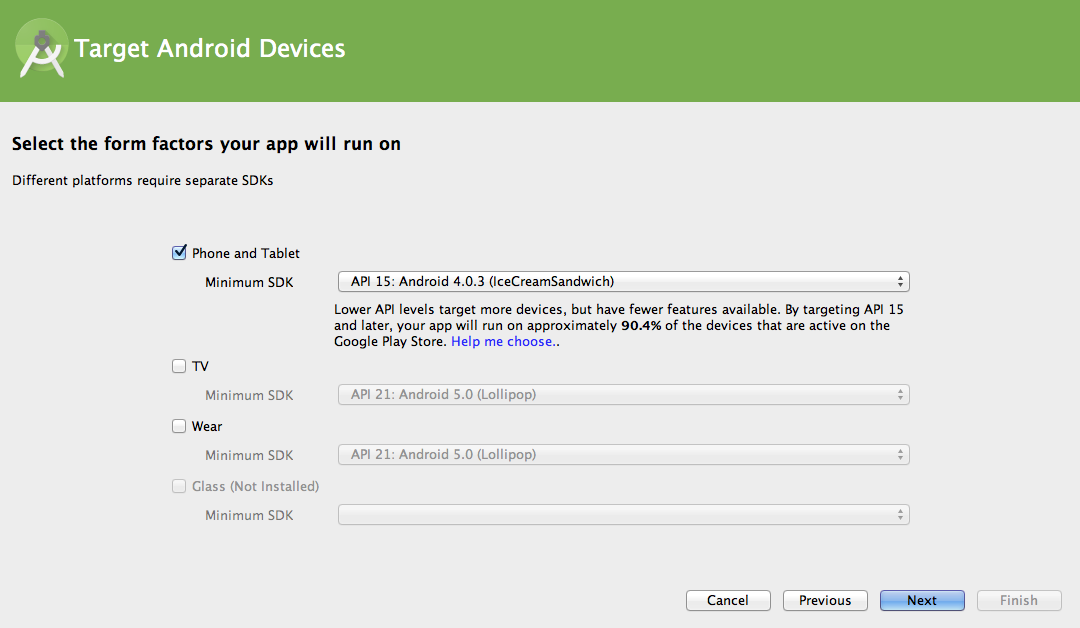 Target Android Devices
Select the form factors your app will run on
Different platforms require separate SDKs
Phone and Tablet
Minimum SDK
API 15: Android 4.0.3 (IceCreamSandwich)
Lower API levels target more devices, but have fewer features available. By targeting API 15
and later, your app will run on approximately 90.4% of the devices that are active on the
Google Play Store. Help me choose..
TV
Minimum SDK
API 21: Android 5.0 (Lollipop)
Wear
Minimum SDK
API 21: Android 5.0 (Lollipop)
Glass (Not Installed)
Minimum SDK
Cancel
Previous
Next
Finish